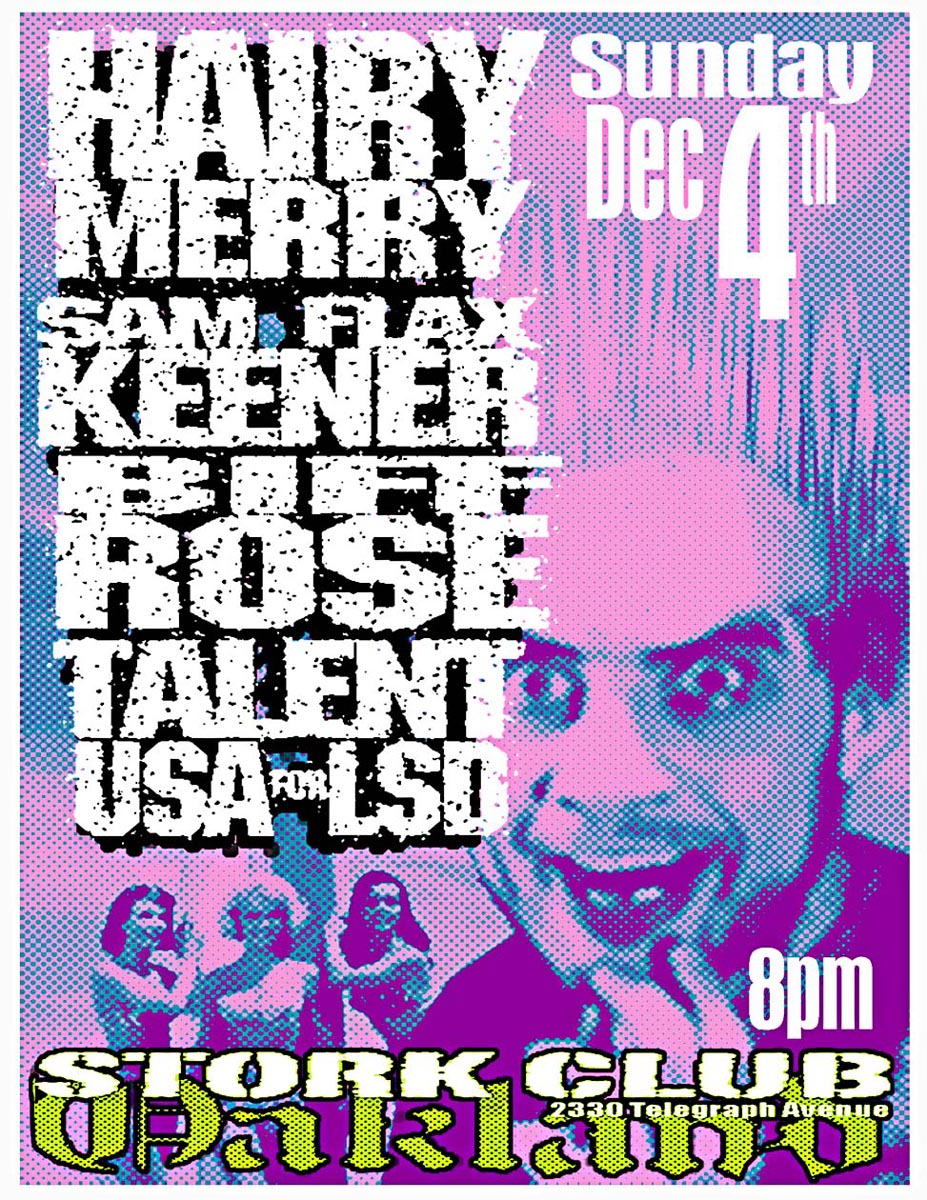 HAIRY
MERRY
SAM FLAX
KEENER
BIFF
ROSE
TALENT
USA FOR LSD
Sunday
Dec 4th
8pm
STORK CLUB
2330 Telegraph Avenue
Oakland